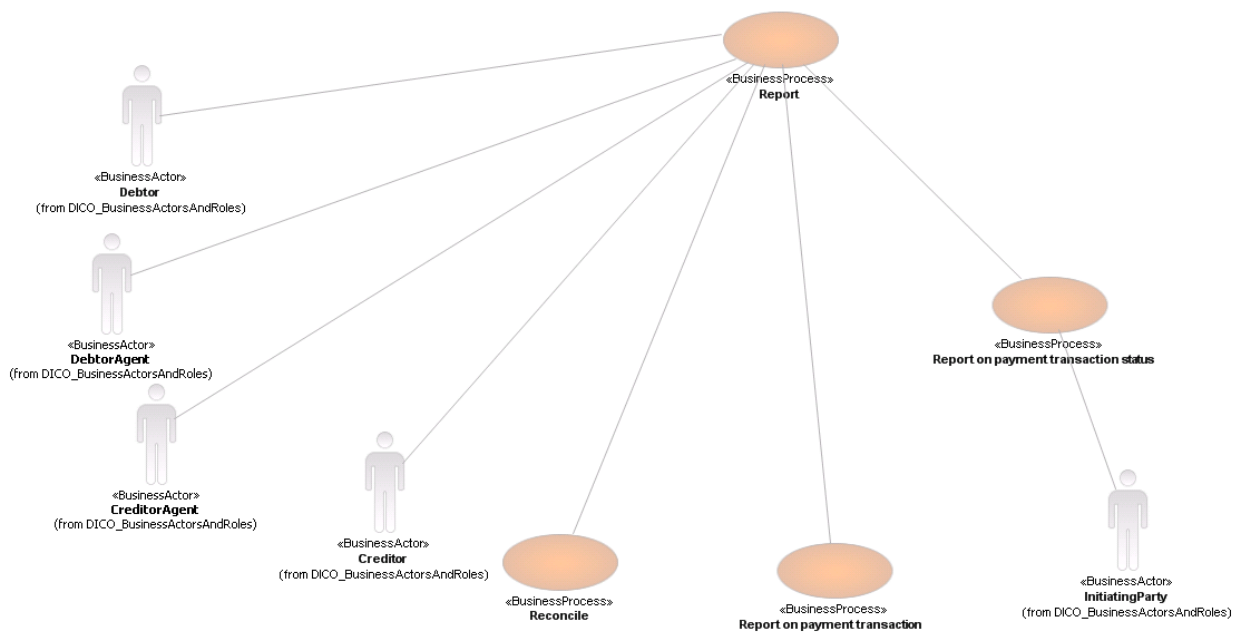 «BusinessProcess»
Report
«BusinessActor»
Debtor
(from DICO_BusinessActorsAndRoles)
«BusinessActor»
DebtorAgent
(from DICO_BusinessActorsAndRoles)
«BusinessProcess»
Report on payment transaction status
«BusinessActor»
CreditorAgent
(from DICO_BusinessActorsAndRoles)
«BusinessActor»
Creditor
(from DICO_BusinessActorsAndRoles)
«BusinessProcess»
Reconcile
«BusinessProcess»
Report on payment transaction
«BusinessActor»
InitiatingParty
(from DICO_BusinessActorsAndRoles)